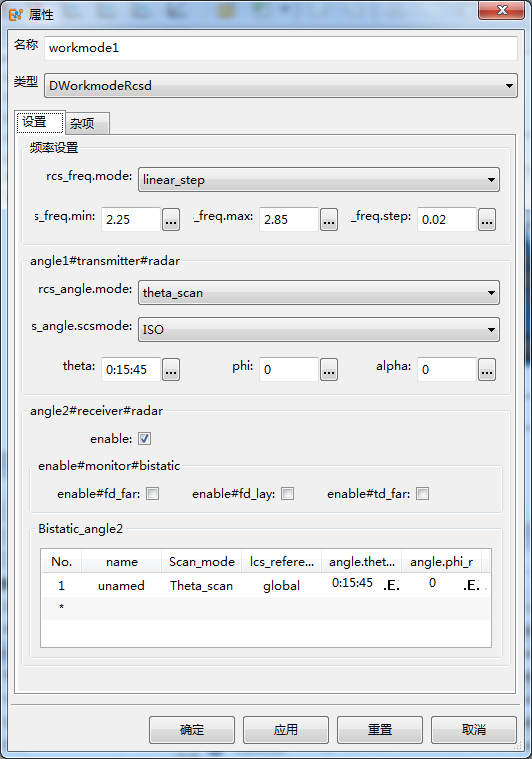 属性
名称 workmode1
类型 DWorkmodeRcsd
设置 杂项
频率设置
rcs_freq.mode: linear_step
s_freq.min: 2.25 ... _freq.max: 2.85 ... _freq.step: 0.02 ...
angle1#transmitter#radar
rcs_angle.mode: theta_scan
s_angle.scsmode: ISO
theta: 0:15:45 ... phi: 0 ... alpha: 0 ...
angle2#receiver#radar
enable:
enable#monitor#bistatic
enable#fd_far: enable#fd_lay: enable#td_far:
Bistatic_angle2
No. name Scan_mode lcs_refere... angle.thet... angle.phi_r
1 unamed Theta_scan global 0:15:45 .E. 0 .E.
*
确定 应用 重置 取消